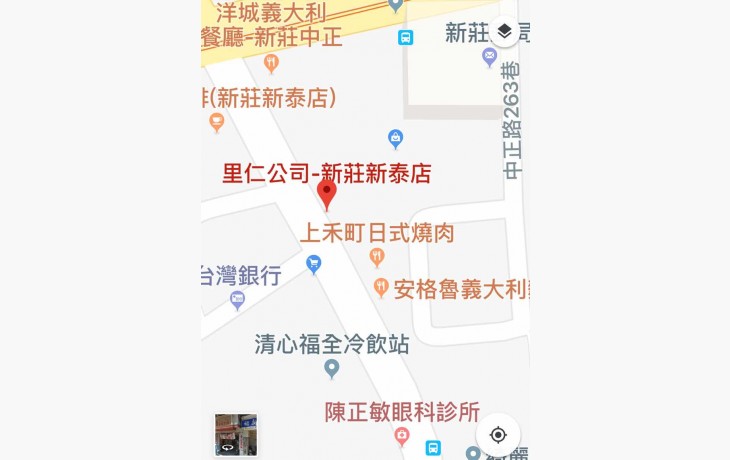 洋城義大利
餐廳-新莊中正
新莊
司
(新莊新泰店)
中正路263巷
里仁公司-新莊新泰店
上禾町日式燒肉
台灣銀行
安格魯義大利
清心福全冷飲站
陳正敏眼科診所